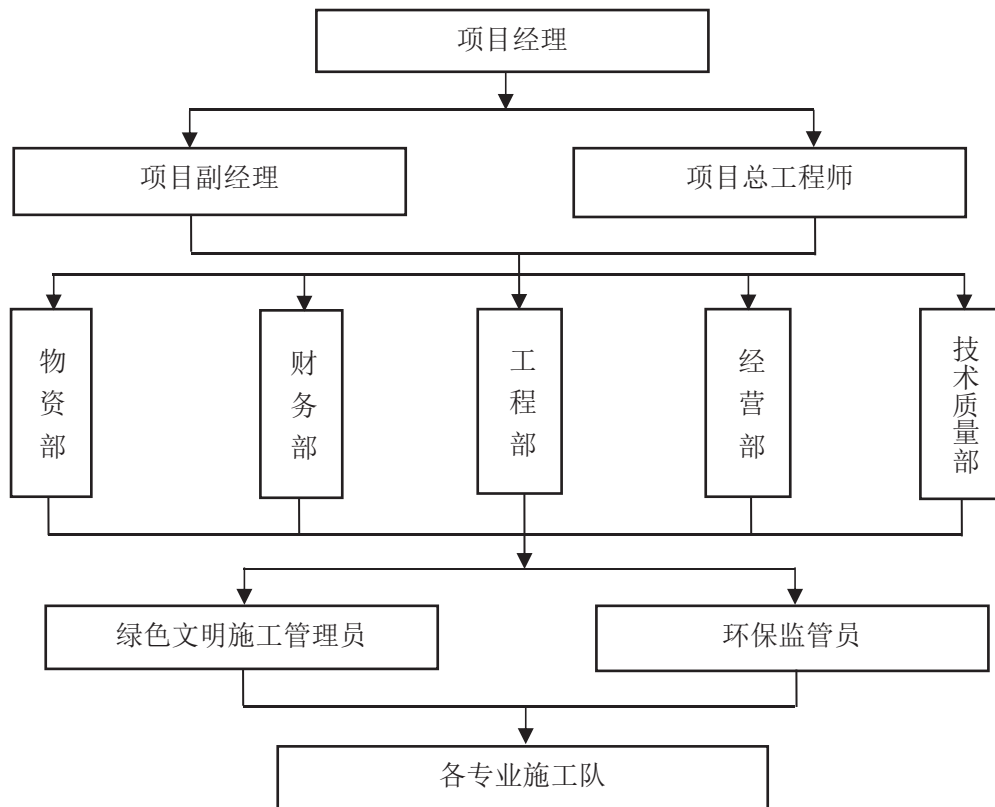 项目经理
项目副经理
项目总工程师
物资部
财务部
工程部
经营部
技术质量部
绿色文明施工管理员
环保监管员
各专业施工队